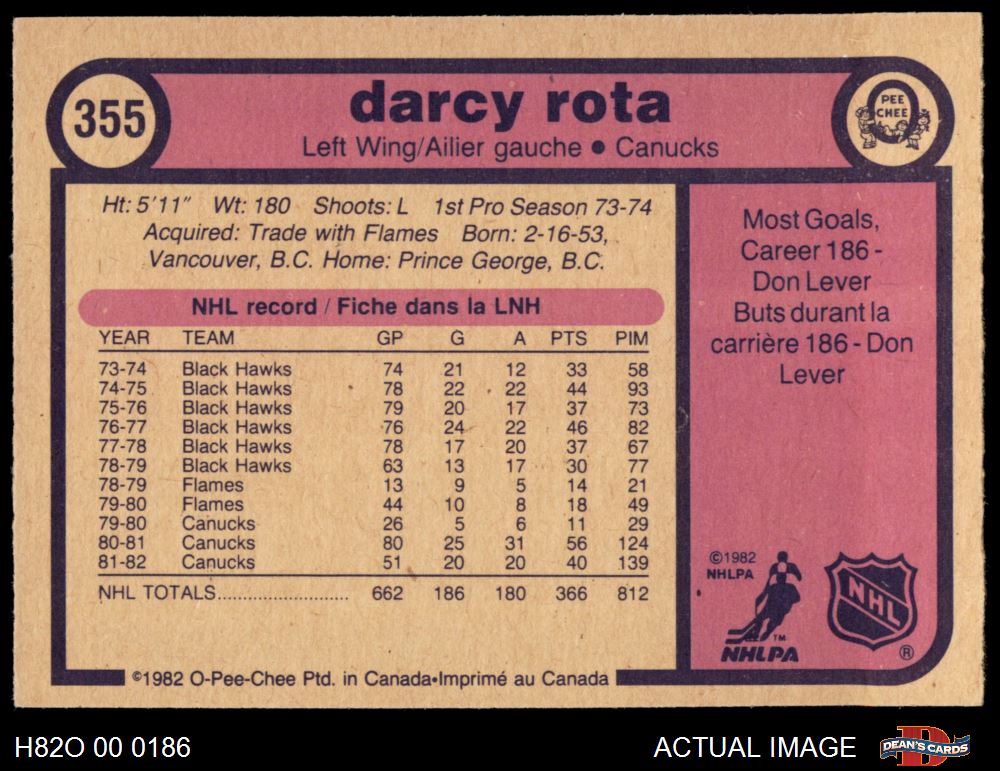 355
darcy rota
Left Wing/Ailier gauche ● Canucks
O
PEE
CHEE
Ht: 5'11" Wt: 180 Shoots: L 1st Pro Season 73-74
Acquired: Trade with Flames Born: 2-16-53,
Vancouver, B.C. Home: Prince George, B.C.
NHL record / Fiche dans la LNH
YEAR TEAM GP G A PTS PIM
73-74 Black Hawks 74 21 12 33 58
74-75 Black Hawks 78 22 22 44 93
75-76 Black Hawks 79 20 17 37 73
76-77 Black Hawks 76 24 22 46 82
77-78 Black Hawks 78 17 20 37 67
78-79 Black Hawks 63 13 17 30 77
78-79 Flames 13 9 5 14 21
79-80 Flames 44 10 8 18 49
79-80 Canucks 26 5 6 11 29
80-81 Canucks 80 25 31 56 124
81-82 Canucks 51 20 20 40 139
NHL TOTALS.......................... 662 186 180 366 812
Most Goals,
Career 186 -
Don Lever
Buts durant la
carrière 186 - Don
Lever
©1982
NHLPA
TM
NHLPA
NHL
®
©1982 O-Pee-Chee Ptd. in Canada•Imprimé au Canada
H82O 00 0186
ACTUAL IMAGE
D
DEAN'S CARDS